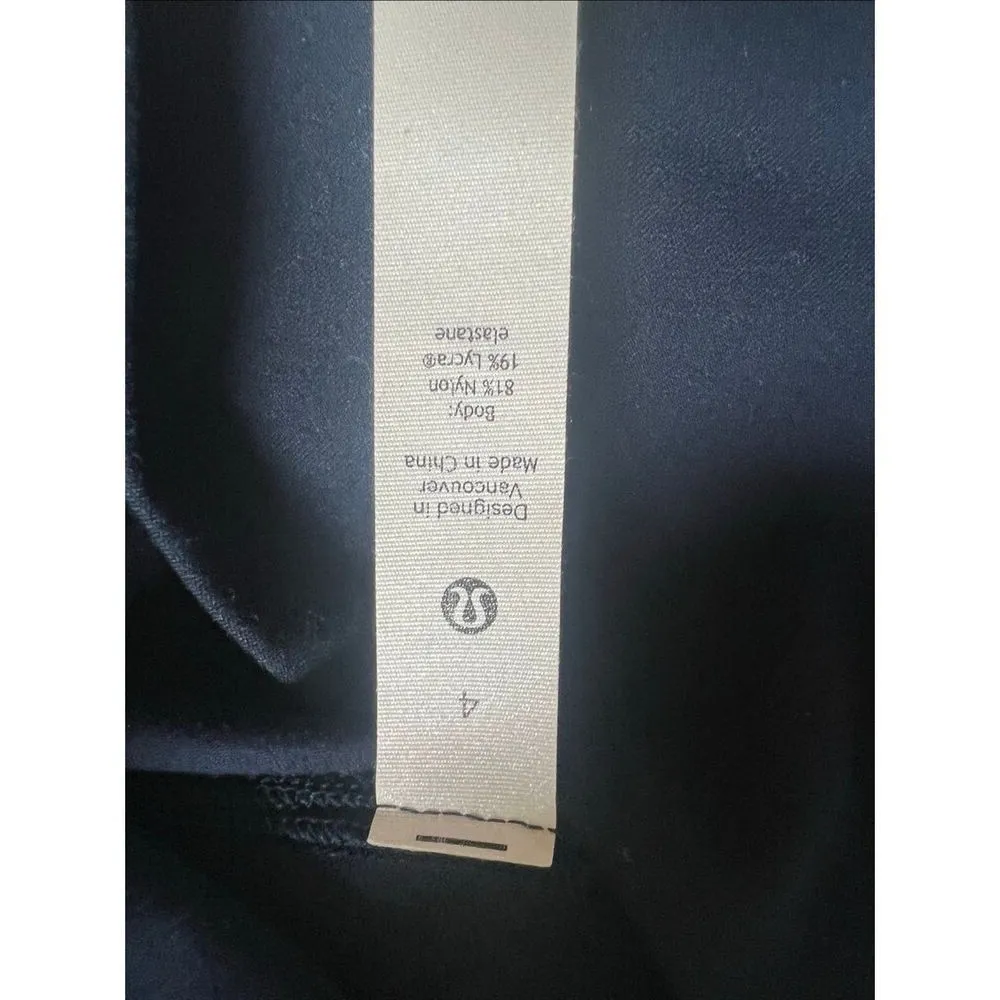 4
Designed in
Vancouver
Made in China
Body:
81% Nylon
19% Lycra®
elastane